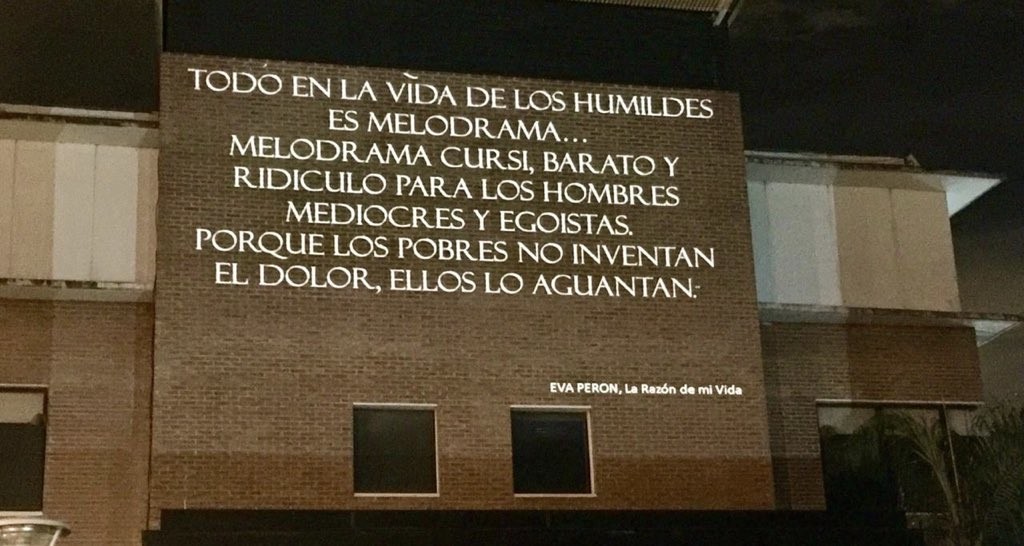 TODO EN LA VIDA DE LOS HUMILDES
ES MELODRAMA...
MELODRAMA CURSI, BARATO Y
RIDICULO PARA LOS HOMBRES
MEDIOCRES Y EGOISTAS.
PORQUE LOS POBRES NO INVENTAN
EL DOLOR, ELLOS LO AGUANTAN.
EVA PERON, La Razón de mi Vida